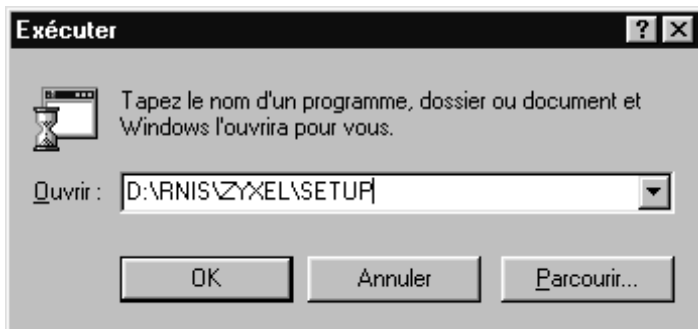 Exécuter
Tapez le nom d'un programme, dossier ou document et
Windows l'ouvrira pour vous.
Ouvrir : D:\RNIS\ZYXEL\SETUP
OK Annuler Parcourir...